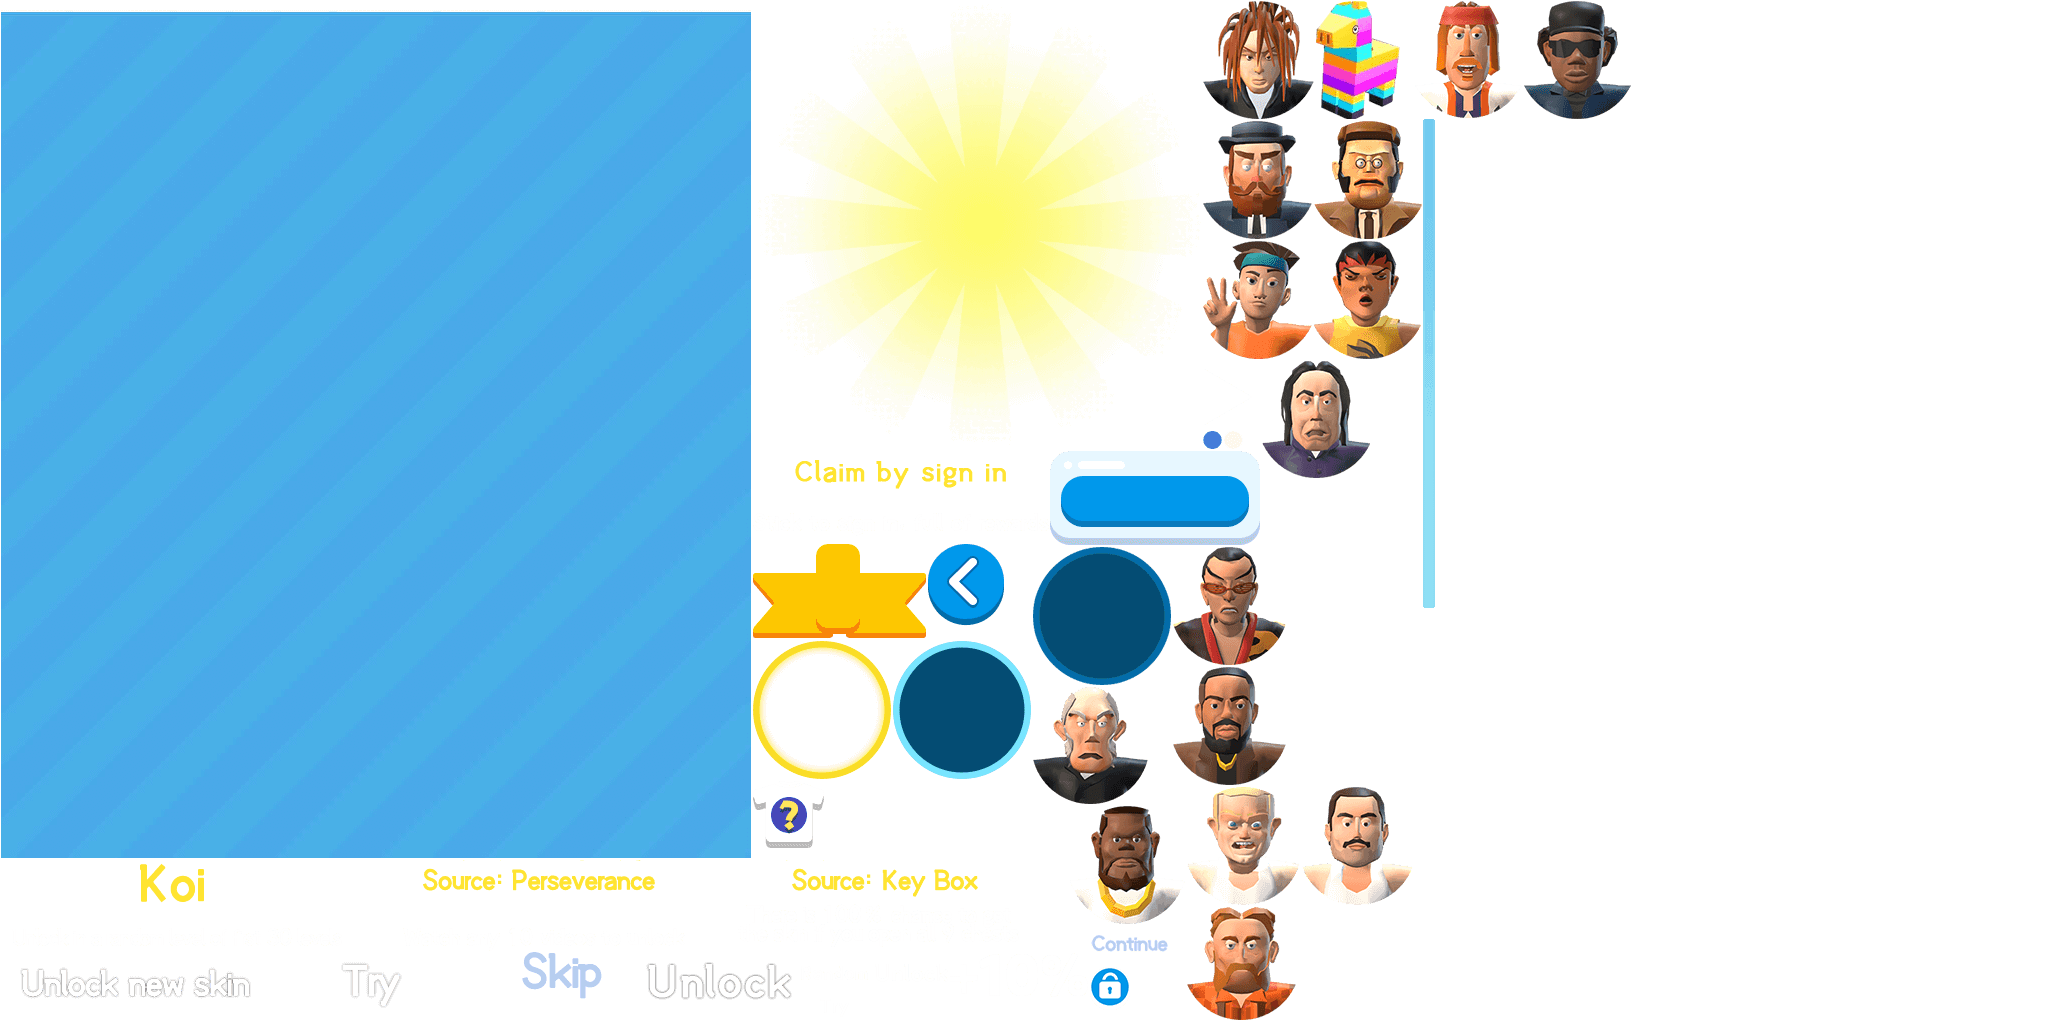 Claim by sign in
?
Koi
Source: Perseverance
Source: Key Box
Continue
Unlock new skin
Try
Skip
Unlock